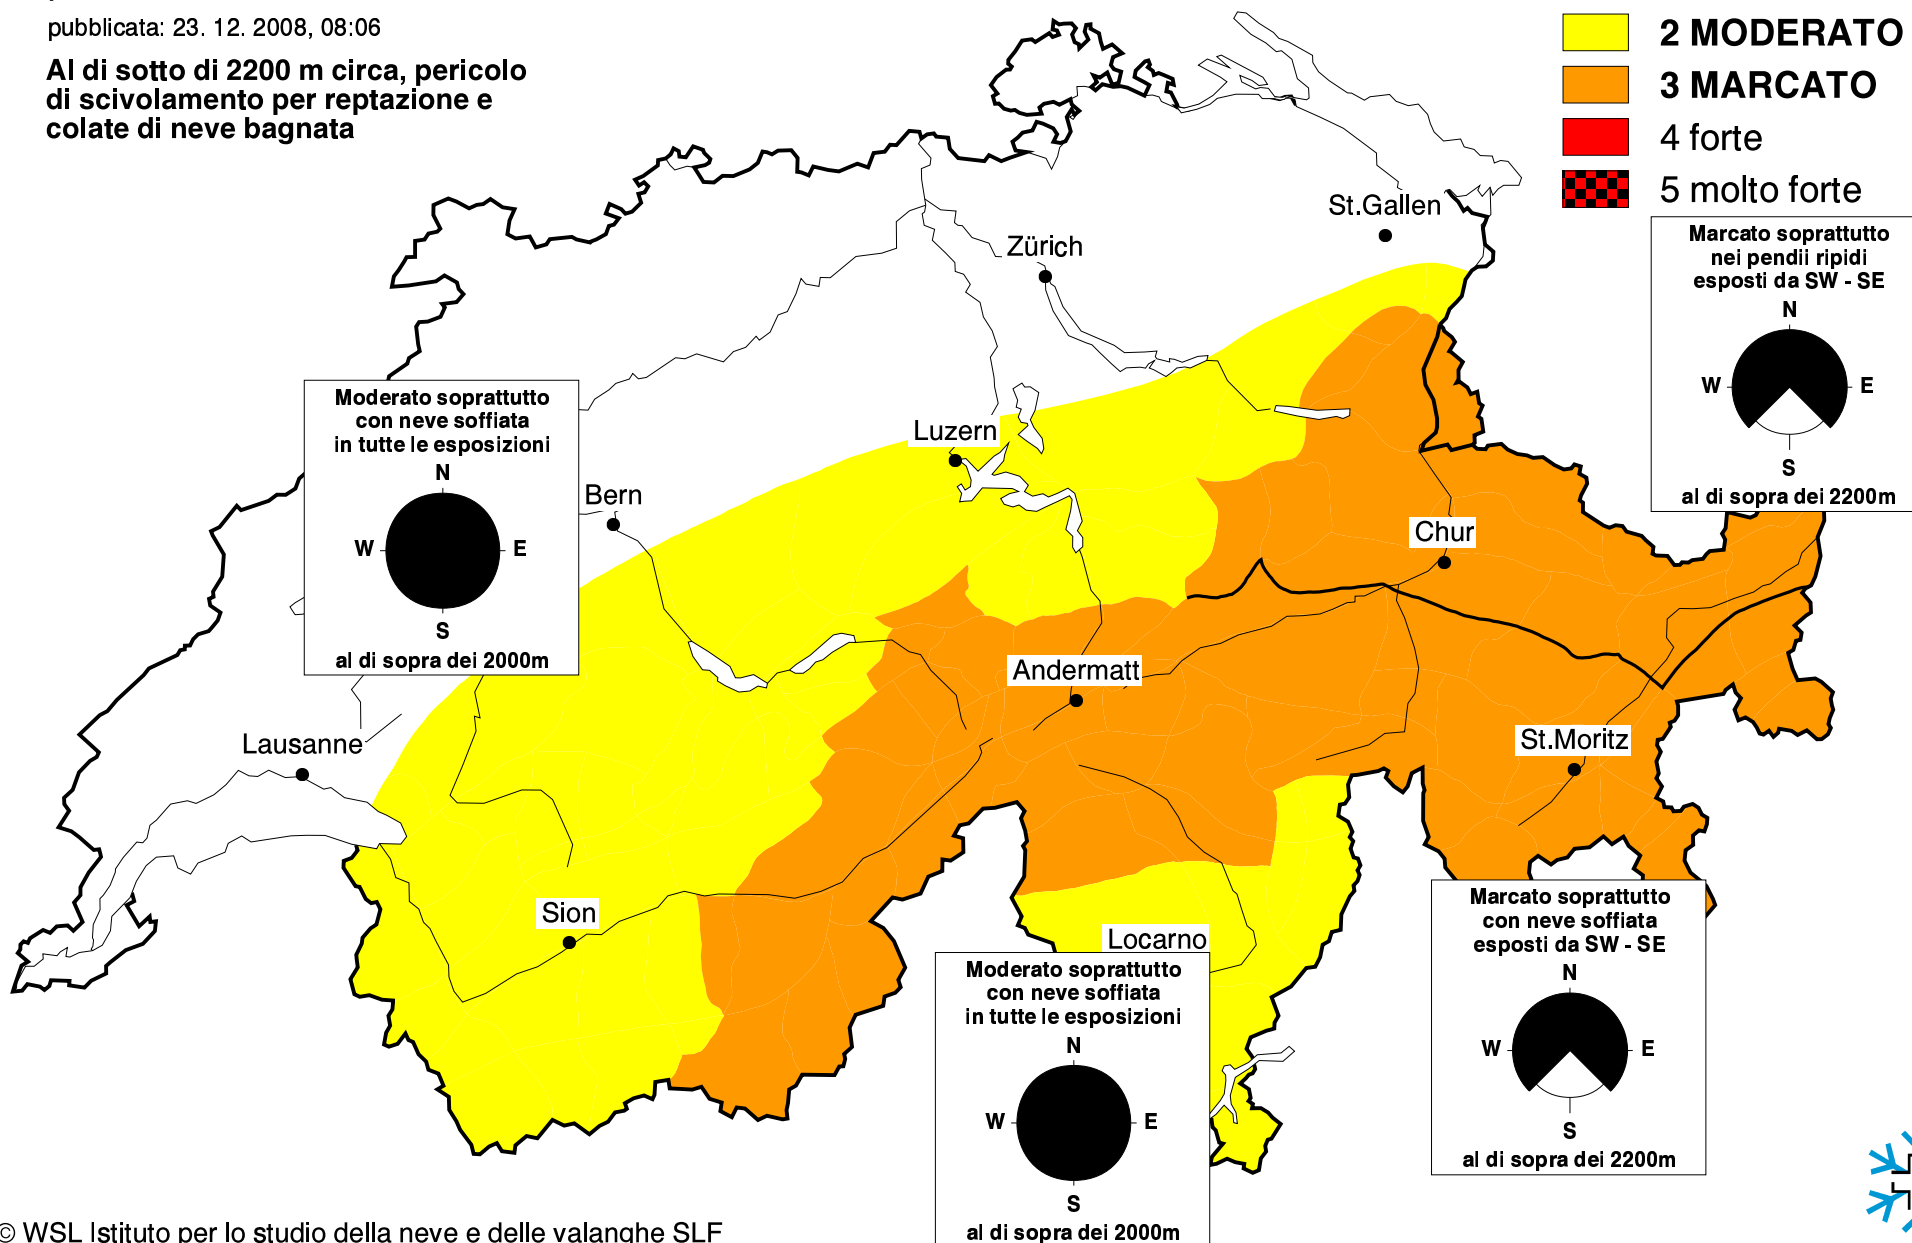 pubblicata: 23. 12. 2008, 08:06
Al di sotto di 2200 m circa, pericolo
di scivolamento per reptazione e
colate di neve bagnata
2 MODERATO
3 MARCATO
4 forte
5 molto forte
Marcato soprattutto
nei pendii ripidi
esposti da SW - SE
N
W
E
S
al di sopra dei 2200m
St.Gallen
Zürich
Luzern
Bern
Chur
Andermatt
St.Moritz
Lausanne
Sion
Locarno
Moderato soprattutto
con neve soffiata
in tutte le esposizioni
N
W
E
S
al di sopra dei 2000m
Moderato soprattutto
con neve soffiata
in tutte le esposizioni
N
W
E
S
al di sopra dei 2000m
Marcato soprattutto
con neve soffiata
esposti da SW - SE
N
W
E
S
al di sopra dei 2200m
© WSL Istituto per lo studio della neve e delle valanghe SLF